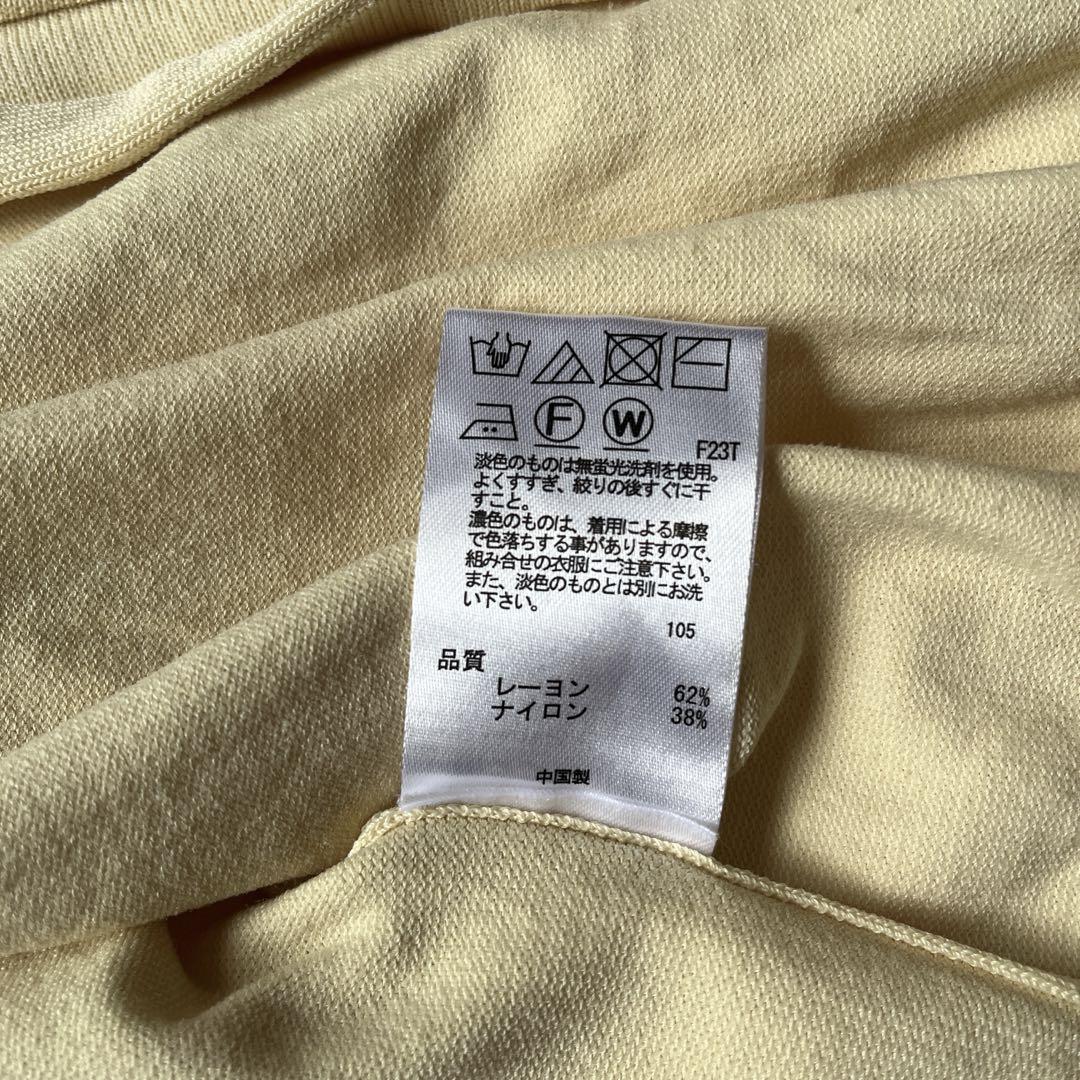 F W F23T
淡色のものは無蛍光洗剤を使用。
よくすすぎ、絞りの後すぐに干
すこと。
濃色のものは、着用による摩擦
で色落ちする事がありますので、
組み合せの衣服にご注意下さい。
また、淡色のものとは別にお洗
い下さい。
105
品質
レーヨン 62%
ナイロン 38%
中国製